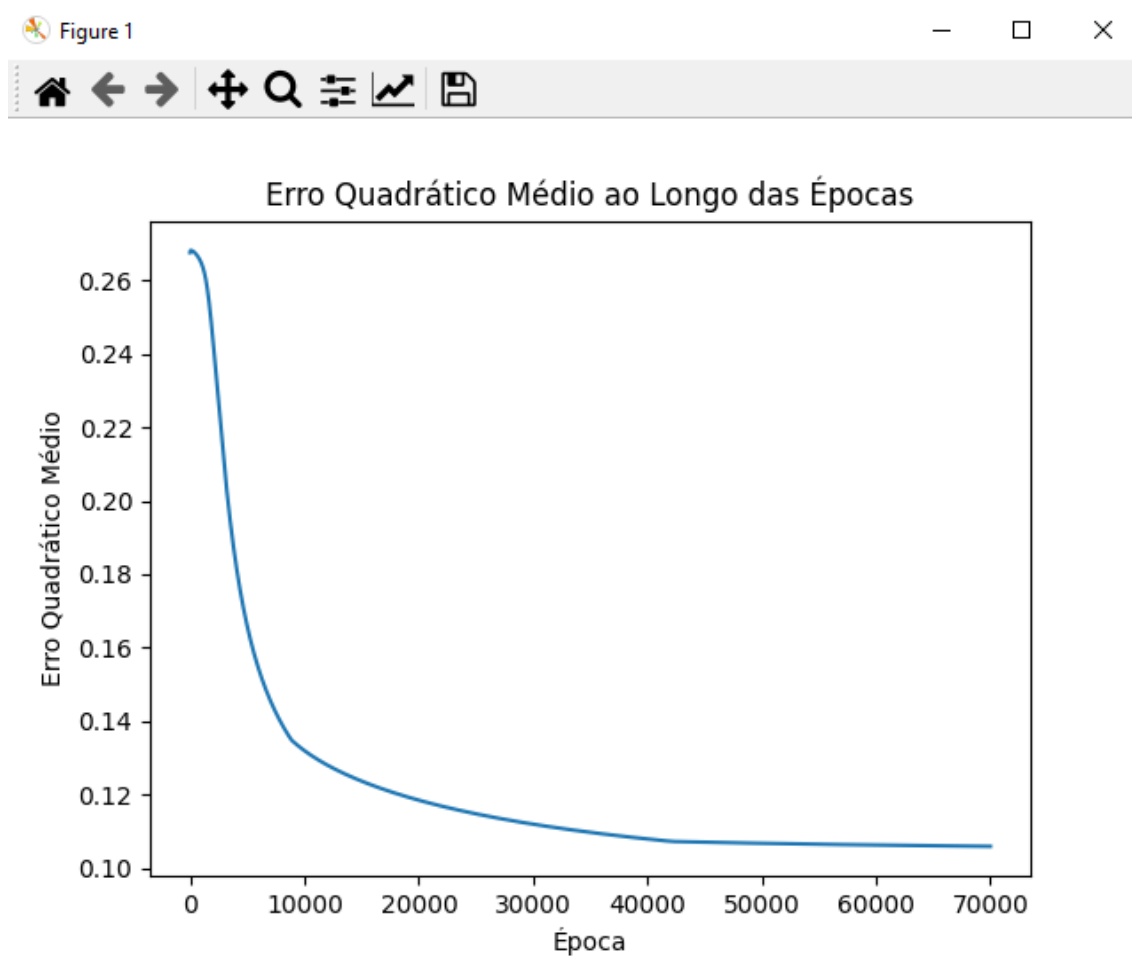 Figure 1
Erro Quadrático Médio ao Longo das Épocas
Erro Quadrático Médio
0.26
0.24
0.22
0.20
0.18
0.16
0.14
0.12
0.10
0 10000 20000 30000 40000 50000 60000 70000
Época